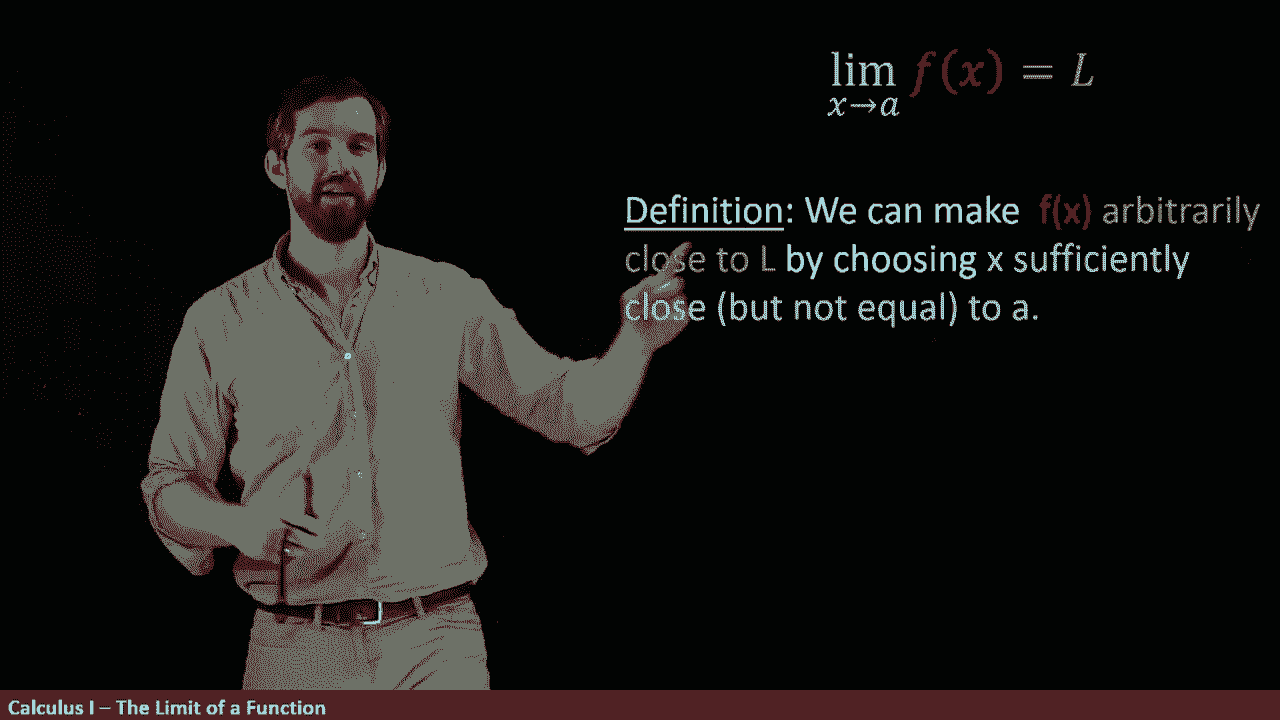 lim f(x) = L
x→a
Definition: We can make f(x) arbitrarily
close to L by choosing x sufficiently
close (but not equal) to a.
Calculus I – The Limit of a Function